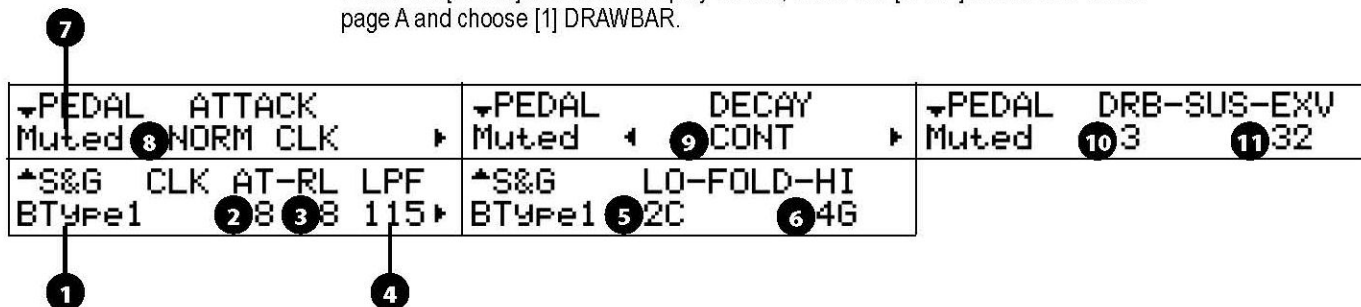 page A and choose [1] DRAWBAR.
7
PEDAL ATTACK
Muted 8 NORM CLK
PEDAL DECAY
Muted 9 CONT
PEDAL DRB-SUS-EXV
Muted 10 3 11 32
S&G CLK AT-RL LPF
BType1 2 8 3 8 115
S&G LO-FOLD-HI
BType1 5 2C 6 4G
1
4